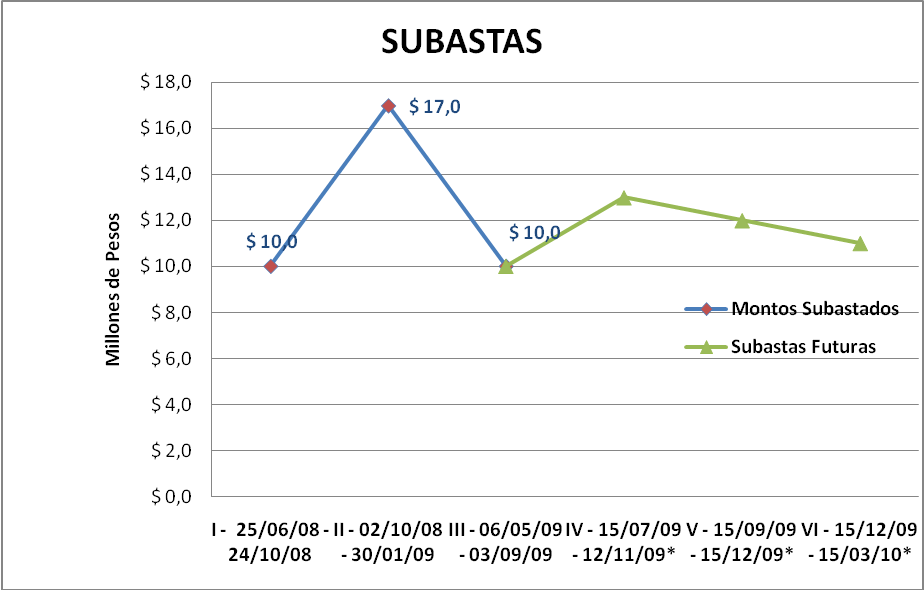 SUBASTAS
$ 18,0
$ 16,0
$ 14,0
$ 12,0
$ 10,0
$ 8,0
$ 6,0
$ 4,0
$ 2,0
$ 0,0
Millones de Pesos
$ 10,0
$ 17,0
$ 10,0
Montos Subastados
Subastas Futuras
I - 25/06/08 -
24/10/08
II - 02/10/08
- 30/01/09
III - 06/05/09
- 03/09/09
IV - 15/07/09
- 12/11/09*
V - 15/09/09
- 15/12/09*
VI - 15/12/09
- 15/03/10*